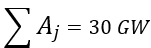 ∑ A_j = 30 GW